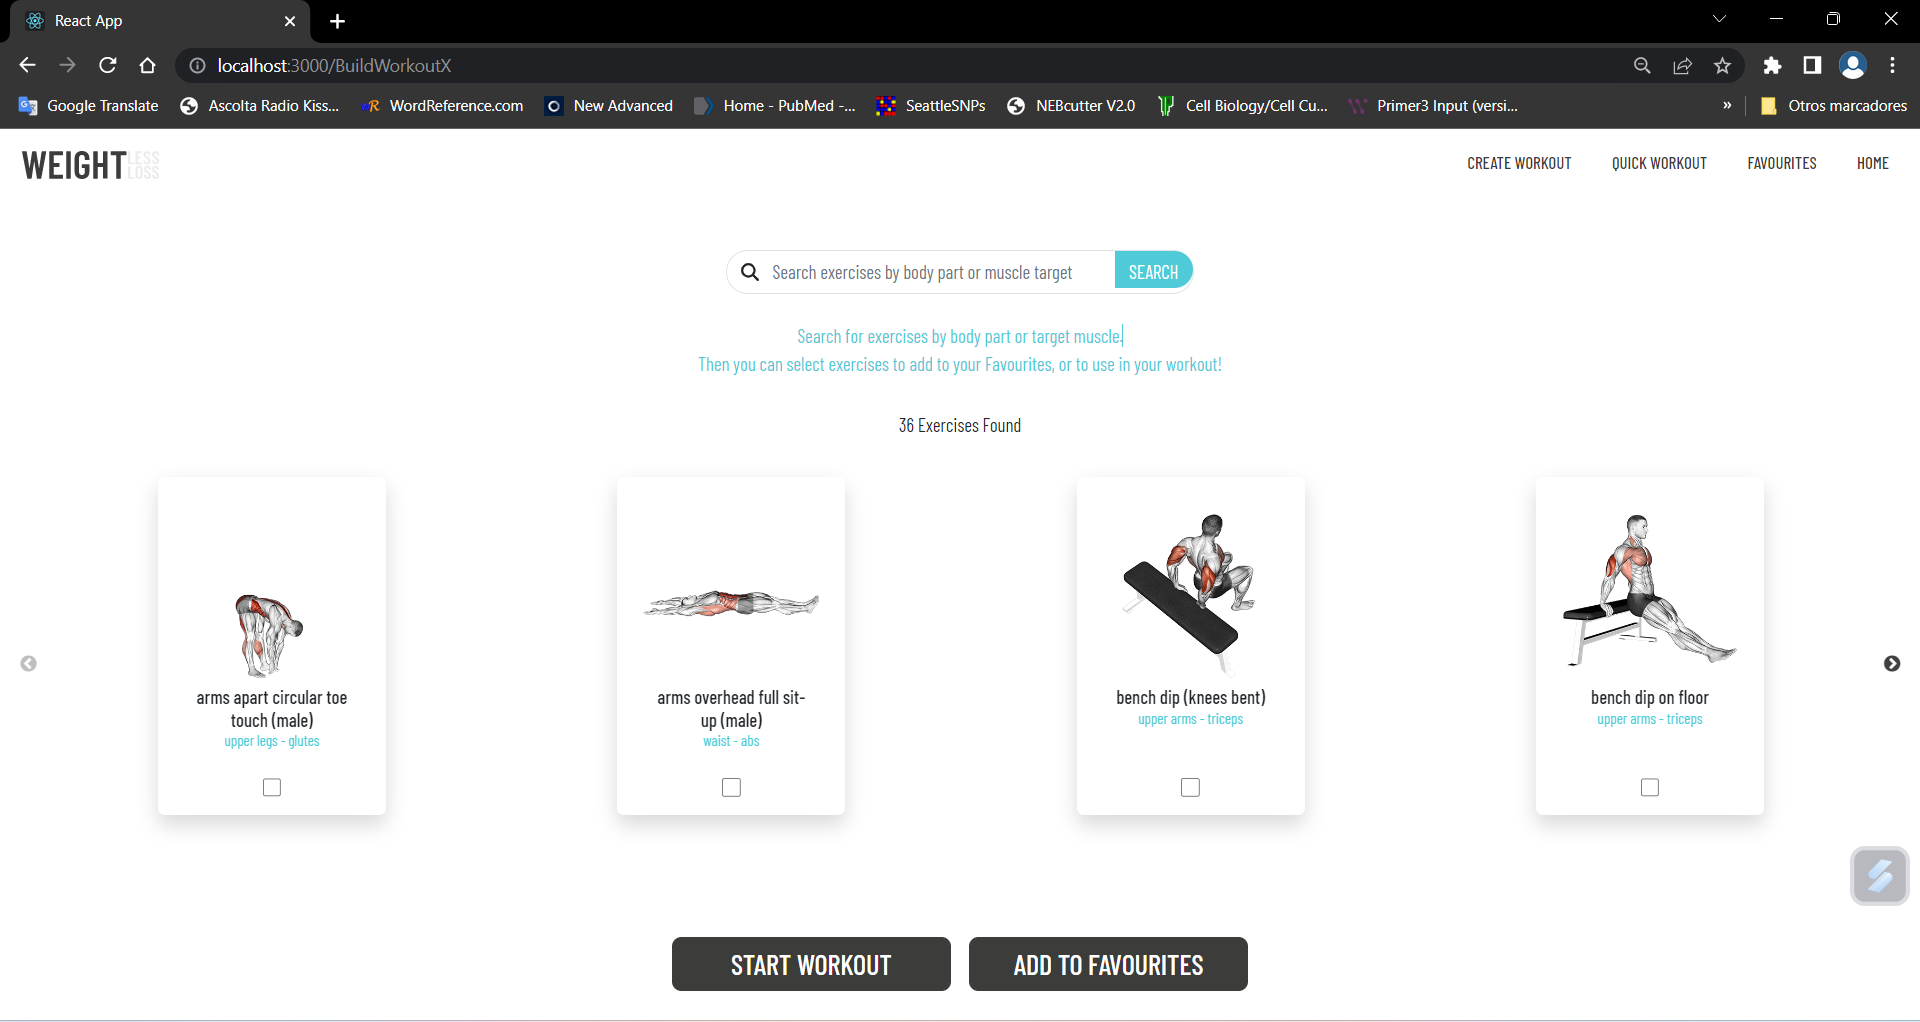 React App
localhost:3000/BuildWorkoutX
Google Translate
Ascolta Radio Kiss...
WordReference.com
New Advanced
Home - PubMed -...
SeattleSNPs
NEBcutter V2.0
Cell Biology/Cell Cu...
Primer3 Input (versi...
»
Otros marcadores
WEIGHT LESS
LOSS
CREATE WORKOUT
QUICK WORKOUT
FAVOURITES
HOME
Search exercises by body part or muscle target
SEARCH
Search for exercises by body part or target muscle.
Then you can select exercises to add to your Favourites, or to use in your workout!
36 Exercises Found
arms apart circular toe
touch (male)
upper legs - glutes
arms overhead full sit-
up (male)
waist - abs
bench dip (knees bent)
upper arms - triceps
bench dip on floor
upper arms - triceps
START WORKOUT
ADD TO FAVOURITES